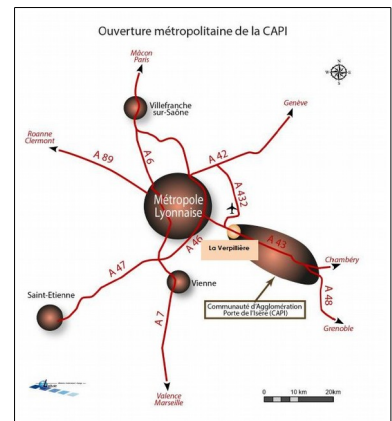 Ouverture métropolitaine de la CAPI
Mâcon
Paris
Villefranche
sur-Saône
Genève
Roanne
Clermont
A 89
A 6
A 42
A 432
Métropole
Lyonnaise
A 46
La Verpillière
A 43
Chambéry
A 47
Vienne
A 48
Saint-Etienne
Communauté d'Agglomération
Porte de l'Isère (CAPI)
A 7
Grenoble
Valence
Marseille
0 10 km 20km